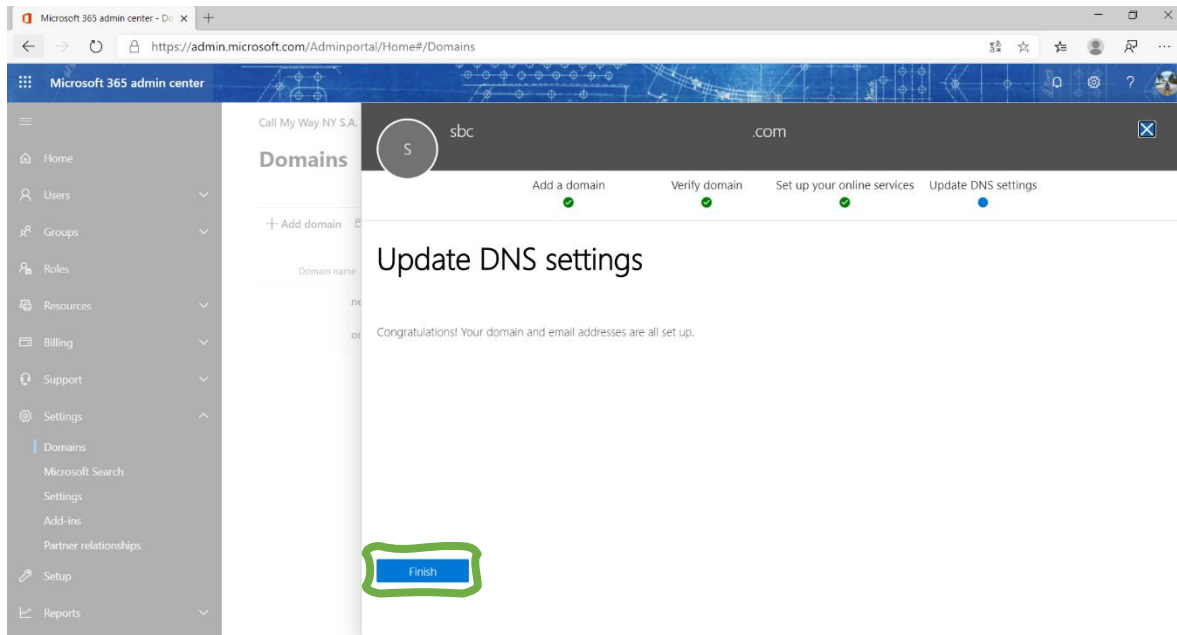 Microsoft 365 admin center - Do
https://admin.microsoft.com/Adminportal/Home#/Domains
Microsoft 365 admin center
?
Home
Users
Groups
Roles
Resources
Billing
Support
Settings
Domains
Microsoft Search
Settings
Add-ins
Partner relationships
Setup
Reports
Call My Way NY S.A.
Domains
+ Add domain
Domain name
.ne
S
sbc .com
Add a domain Verify domain Set up your online services Update DNS settings
Update DNS settings
Congratulations! Your domain and email addresses are all set up.
Finish